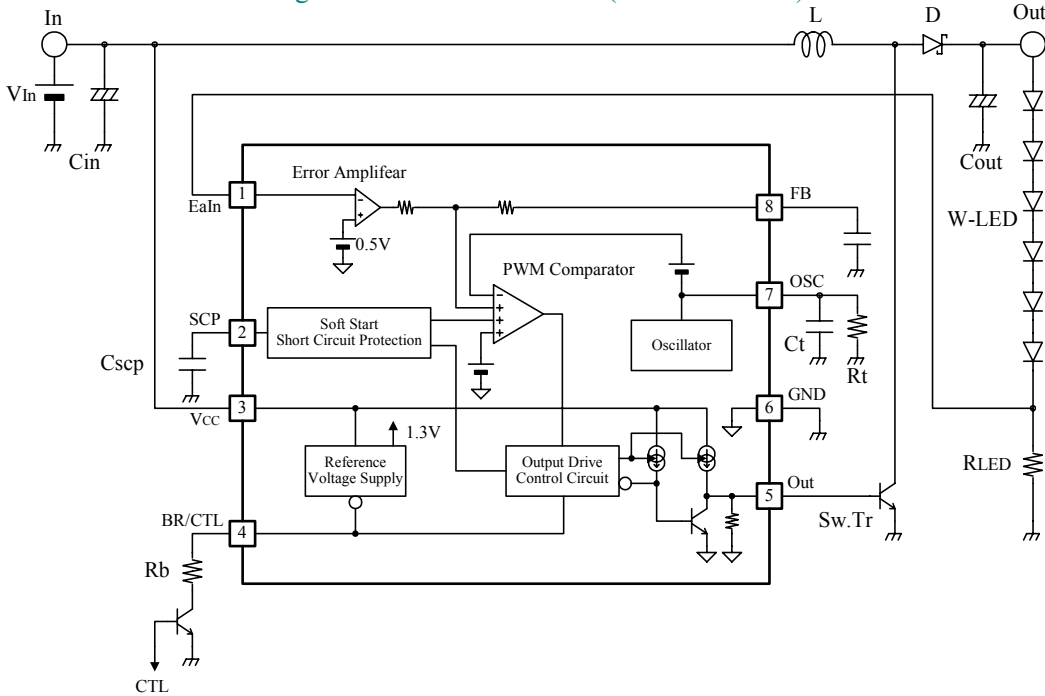 In
L
D
Out
VIn
Cin
Cout
Error Amplifear
1
EaIn
8
FB
W-LED
0.5V
PWM Comparator
7
OSC
SCP
2
Soft Start
Short Circuit Protection
Oscillator
Ct
Rt
Cscp
3
VCC
6
GND
1.3V
Reference
Voltage Supply
Output Drive
Control Circuit
RLED
5
Out
Sw.Tr
BR/CTL
4
Rb
CTL